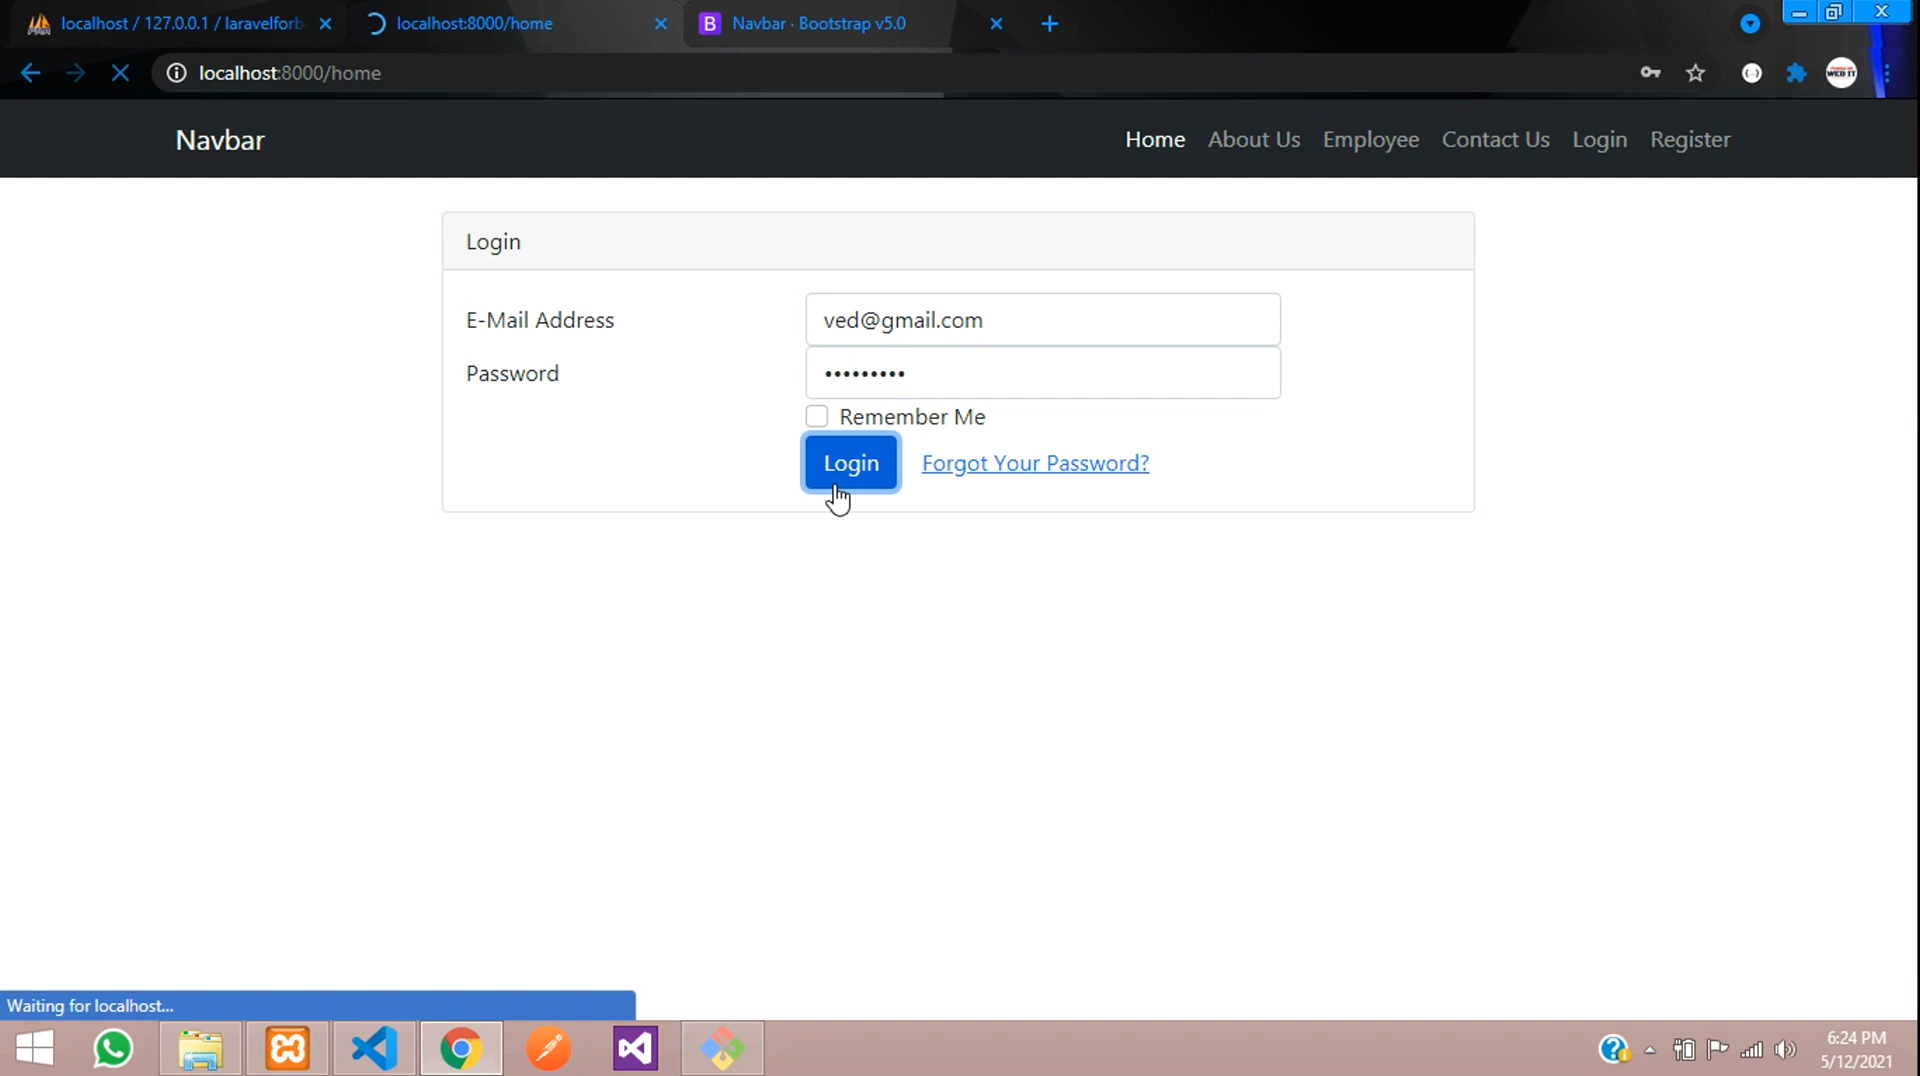 localhost / 127.0.0.1 / laravelforb
localhost:8000/home
B Navbar · Bootstrap v5.0
localhost:8000/home
WEB IT
Navbar
Home About Us Employee Contact Us Login Register
Login
E-Mail Address ved@gmail.com
Password •••••••••
Remember Me
Login Forgot Your Password?
Waiting for localhost...
6:24 PM
5/12/2021